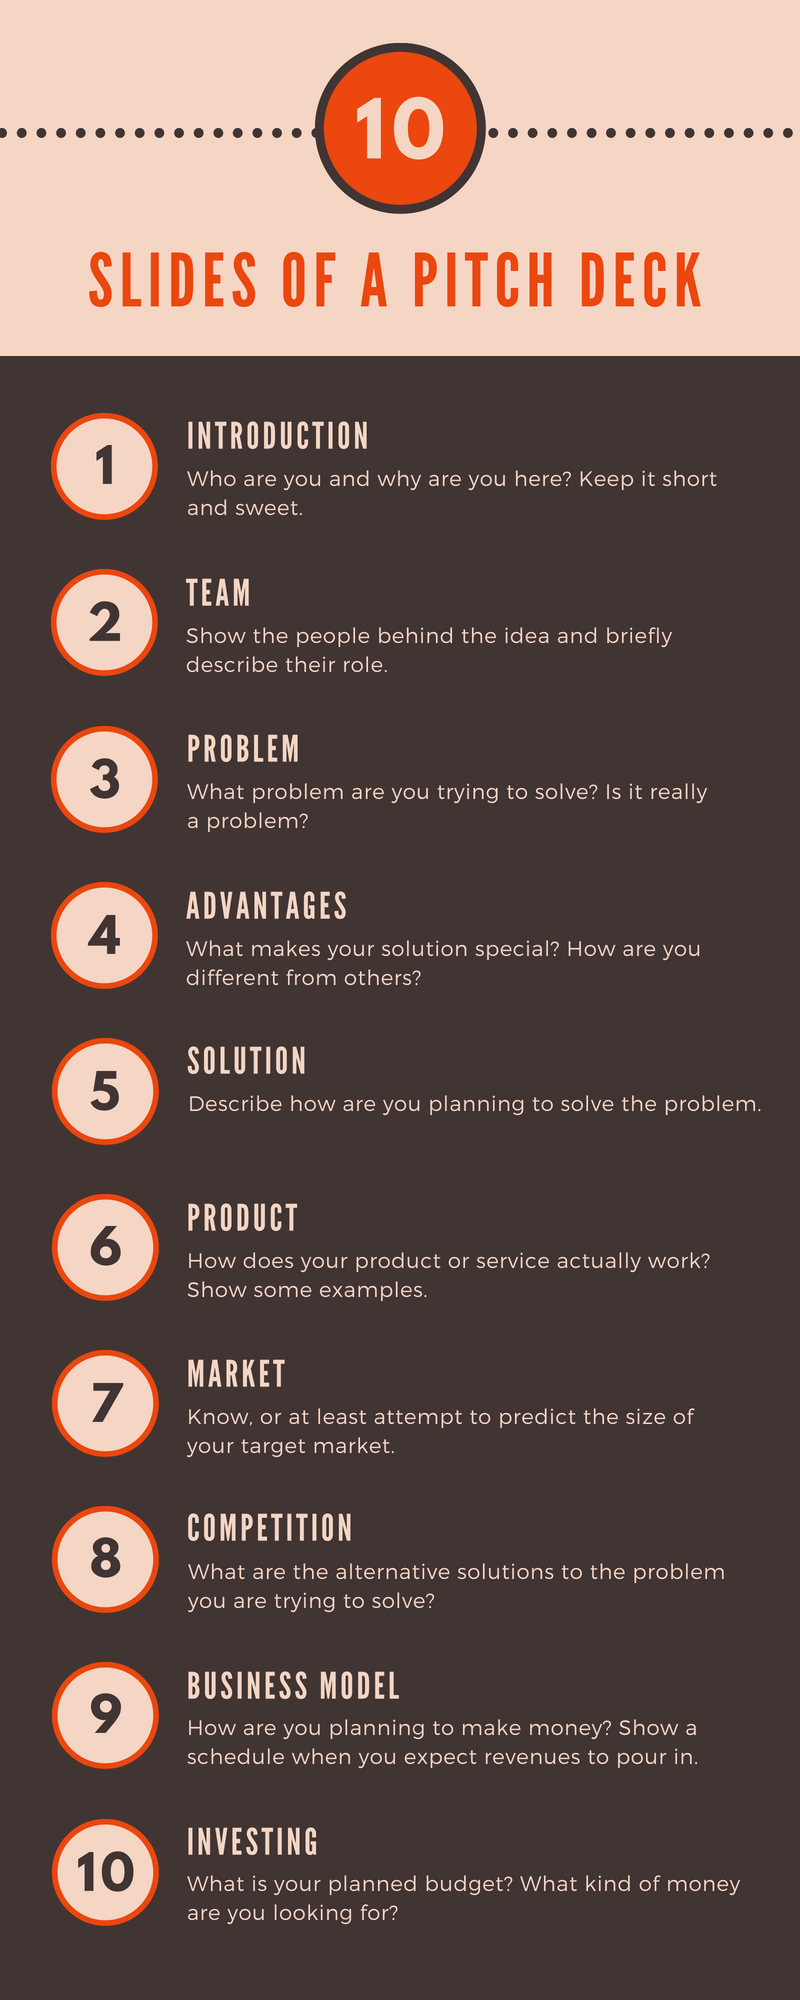 10
SLIDES OF A PITCH DECK
1
INTRODUCTION
Who are you and why are you here? Keep it short
and sweet.
2
TEAM
Show the people behind the idea and briefly
describe their role.
3
PROBLEM
What problem are you trying to solve? Is it really
a problem?
4
ADVANTAGES
What makes your solution special? How are you
different from others?
5
SOLUTION
Describe how are you planning to solve the problem.
6
PRODUCT
How does your product or service actually work?
Show some examples.
7
MARKET
Know, or at least attempt to predict the size of
your target market.
8
COMPETITION
What are the alternative solutions to the problem
you are trying to solve?
9
BUSINESS MODEL
How are you planning to make money? Show a
schedule when you expect revenues to pour in.
10
INVESTING
What is your planned budget? What kind of money
are you looking for?